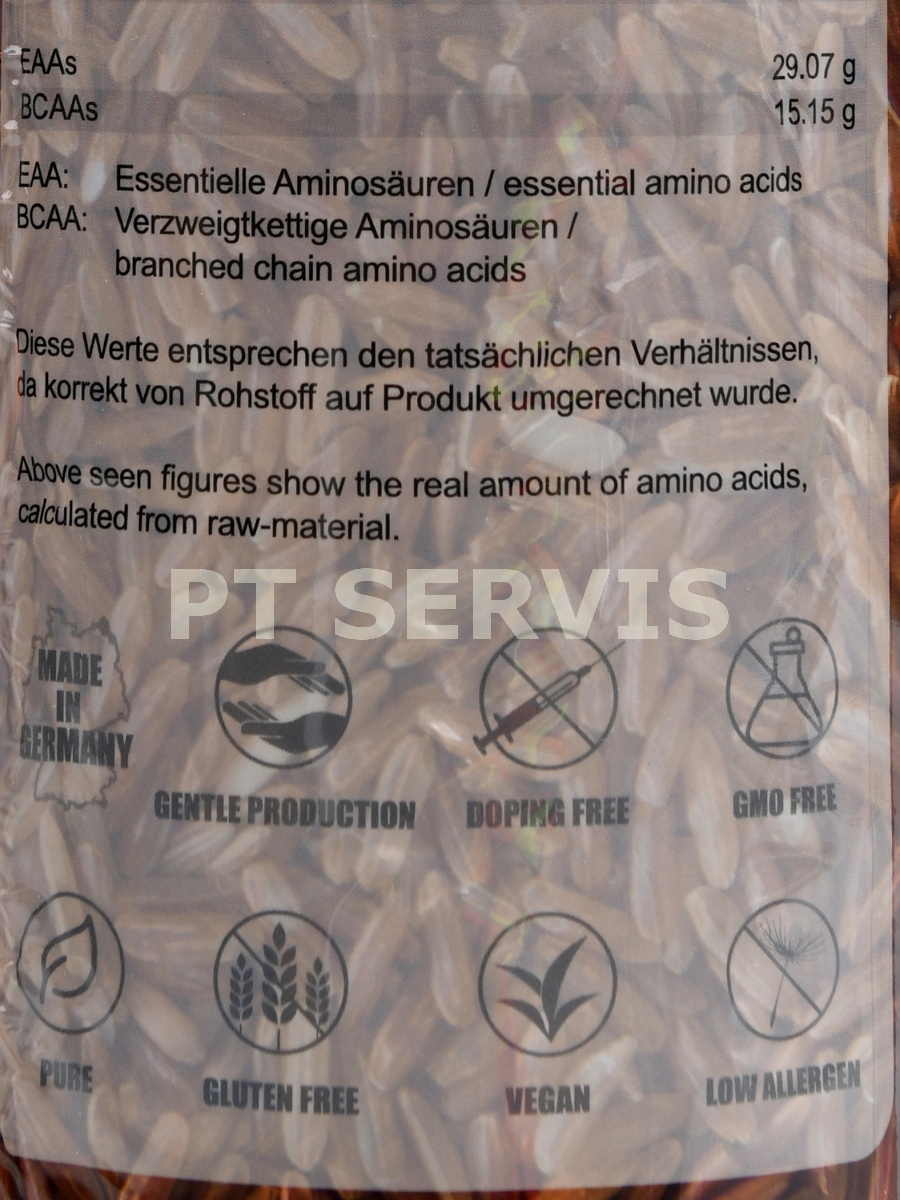 EAAs 29.07 g
BCAAs 15.15 g
EAA: Essentielle Aminosäuren / essential amino acids
BCAA: Verzweigtkettige Aminosäuren /
branched chain amino acids
Diese Werte entsprechen den tatsächlichen Verhältnissen,
da korrekt von Rohstoff auf Produkt umgerechnet wurde.
Above seen figures show the real amount of amino acids,
calculated from raw-material.
PT SERVIS
MADE
IN
GERMANY
GENTLE PRODUCTION
DOPING FREE
GMO FREE
PURE
GLUTEN FREE
VEGAN
LOW ALLERGEN